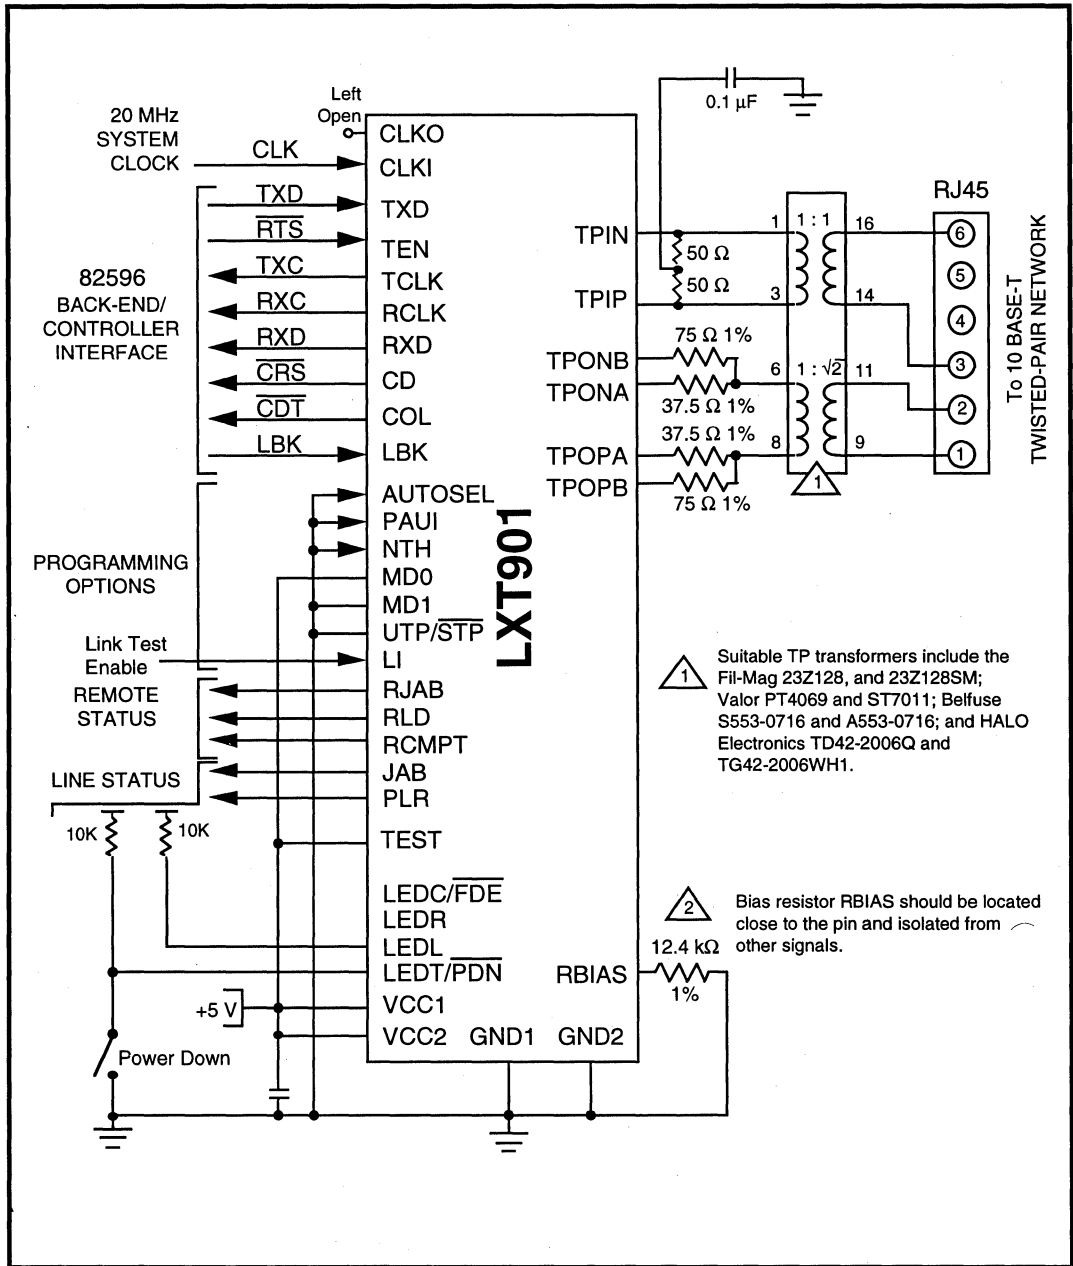 Left
Open
20 MHz
SYSTEM
CLOCK
CLK
TXD
RTS
TXC
RXC
RXD
CRS
CDT
LBK
82596
BACK-END/
CONTROLLER
INTERFACE
PROGRAMMING
OPTIONS
Link Test
Enable
REMOTE
STATUS
LINE STATUS
10K
10K
+5 V
Power Down
CLKO
CLKI
TXD
TEN
TCLK
RCLK
RXD
CD
COL
LBK
AUTOSEL
PAUI
NTH
MD0
MD1
UTP/STP
LI
RJAB
RLD
RCMPT
JAB
PLR
TEST
LEDC/FDE
LEDR
LEDL
LEDT/PDN
VCC1
VCC2
GND1
GND2
LXT901
TPIN
TPIP
TPONB
TPONA
TPOPA
TPOPB
RBIAS
0.1 µF
50 Ω
50 Ω
75 Ω 1%
37.5 Ω 1%
37.5 Ω 1%
75 Ω 1%
1
1 : 1
16
3
14
6
1 : √2
11
8
9
1
RJ45
6
5
4
3
2
1
To 10 BASE-T
TWISTED-PAIR NETWORK
1
Suitable TP transformers include the
Fil-Mag 23Z128, and 23Z128SM;
Valor PT4069 and ST7011; Belfuse
S553-0716 and A553-0716; and HALO
Electronics TD42-2006Q and
TG42-2006WH1.
2
Bias resistor RBIAS should be located
close to the pin and isolated from
other signals.
12.4 kΩ
1%